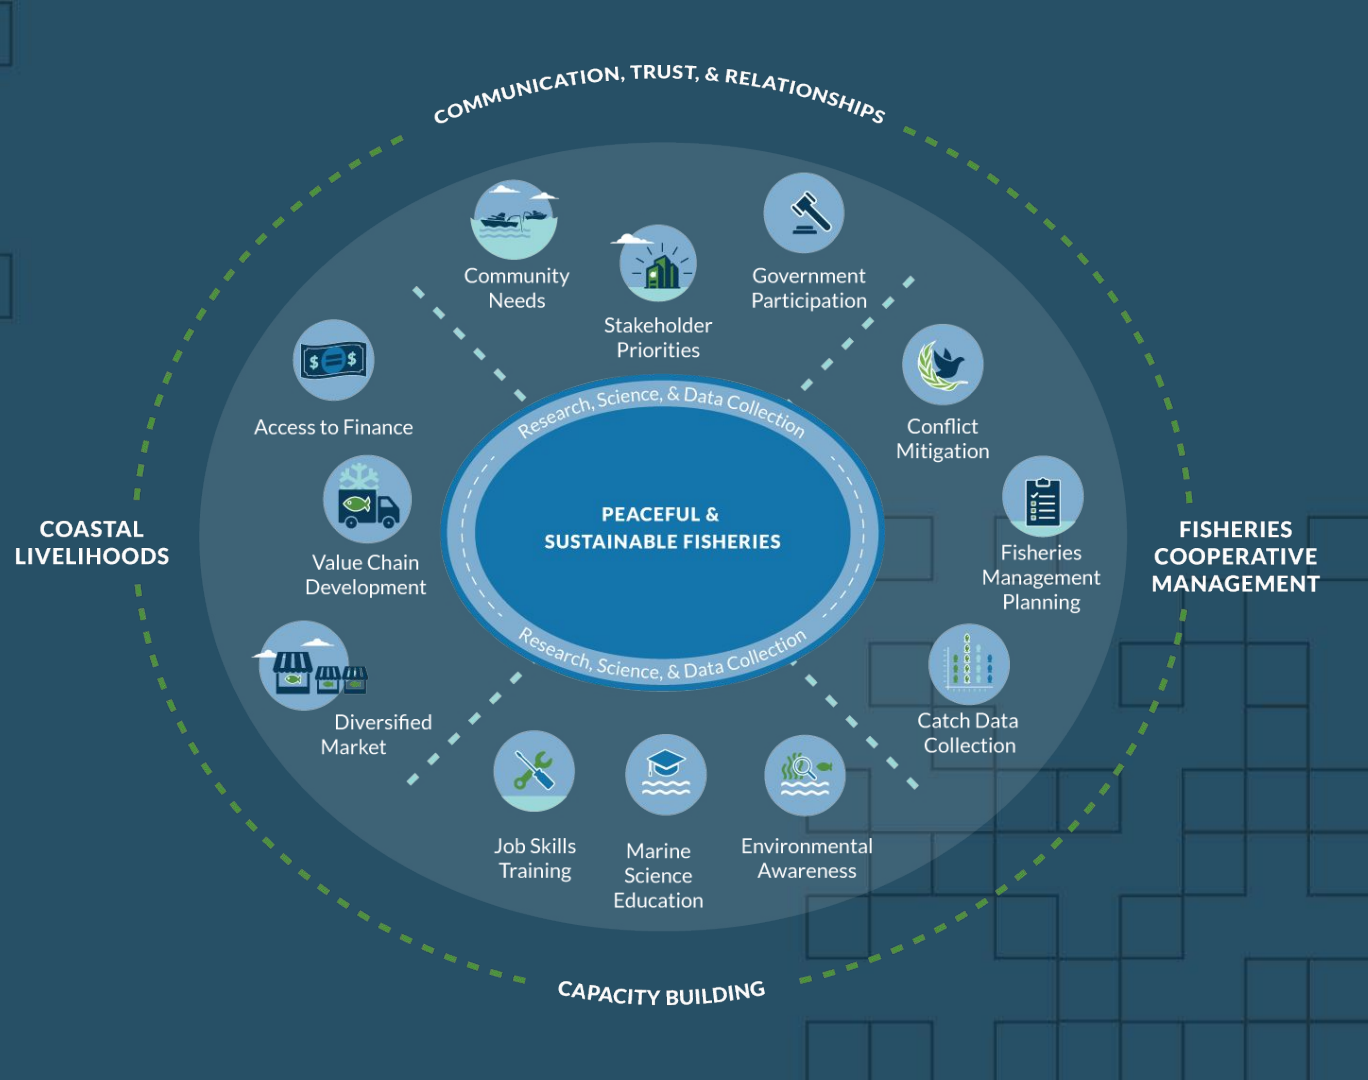 COMMUNICATION, TRUST, & RELATIONSHIPS
Community
Needs
Stakeholder
Priorities
Government
Participation
$ $
Access to Finance
Value Chain
Development
Diversified
Market
COASTAL
LIVELIHOODS
Research, Science, & Data Collection
PEACEFUL &
SUSTAINABLE FISHERIES
Research, Science, & Data Collection
Conflict
Mitigation
Fisheries
Management
Planning
Catch Data
Collection
FISHERIES
COOPERATIVE
MANAGEMENT
Job Skills
Training
Marine
Science
Education
Environmental
Awareness
CAPACITY BUILDING